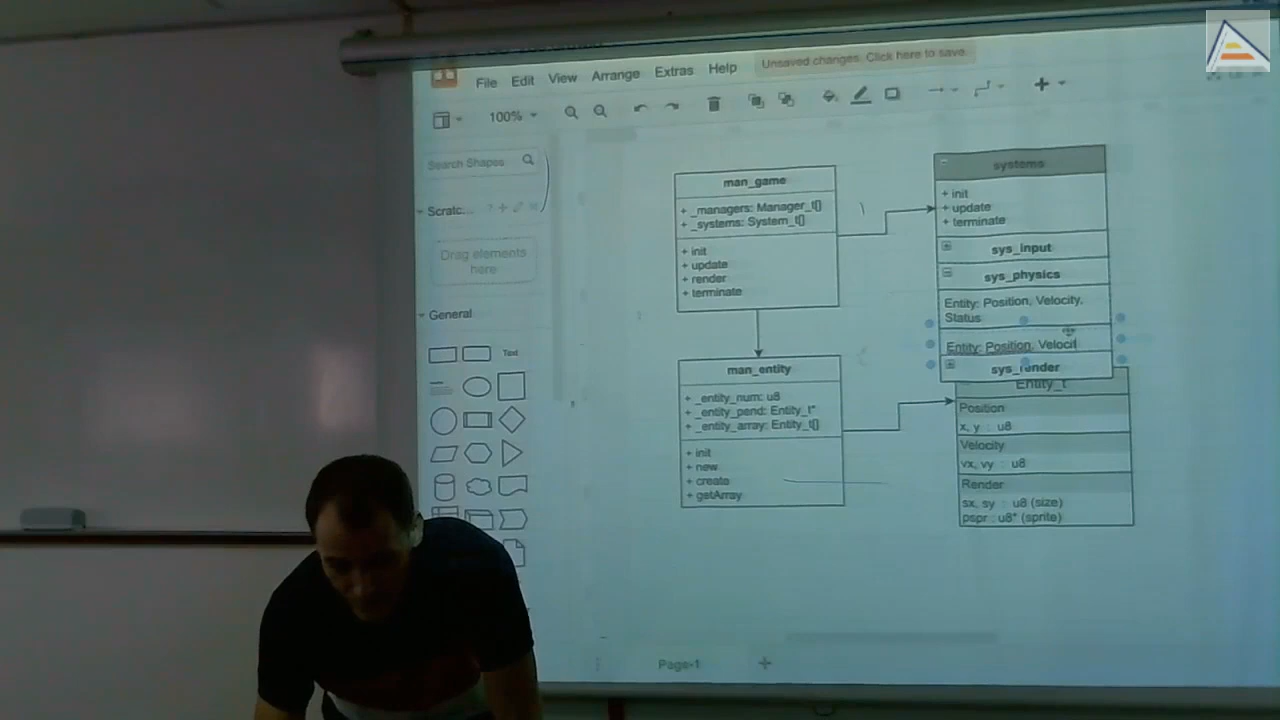 File Edit View Arrange Extras Help Unsaved changes. Click here to save.
100%
Search Shapes
Scratc...
Drag elements
here
General
Text
man_game
+ _managers: Manager_t[]
+ _systems: System_t[]
+ init
+ update
+ render
+ terminate
man_entity
+ _entity_num: u8
+ _entity_pend: Entity_t*
+ _entity_array: Entity_t[]
+ init
+ new
+ create
+ getArray
systems
+ init
+ update
+ terminate
sys_input
sys_physics
Entity: Position, Velocity,
Status
Entity: Position, Velocit
sys_render
Entity_t
Position
x, y : u8
Velocity
vx, vy : u8
Render
sx, sy : u8 (size)
pspr : u8* (sprite)
Page-1